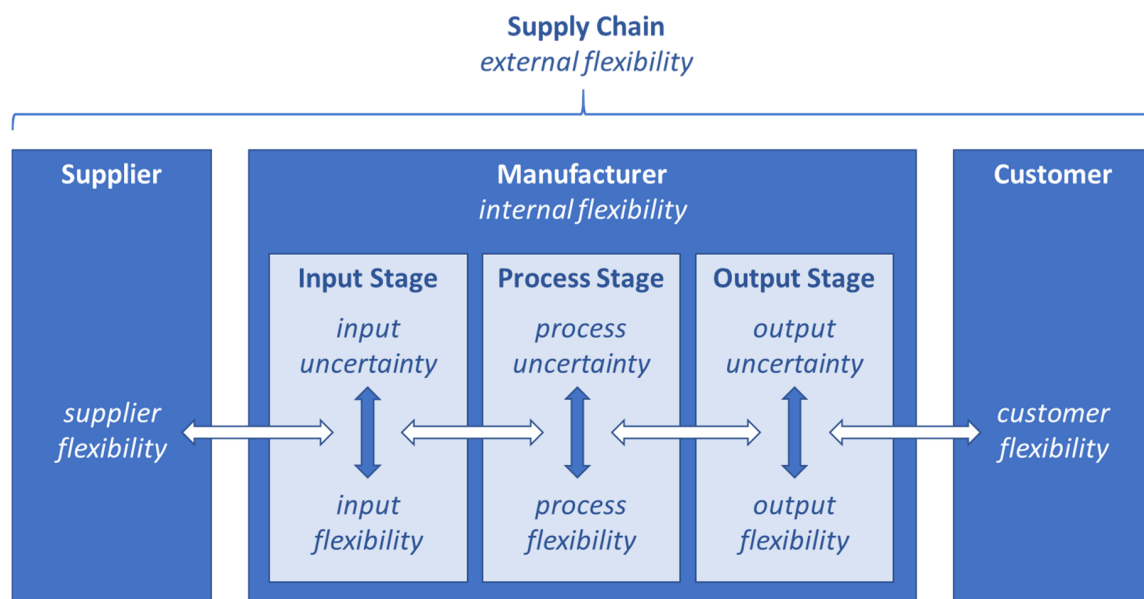 Supply Chain
external flexibility
Supplier
supplier
flexibility
Manufacturer
internal flexibility
Input Stage
input
uncertainty
input
flexibility
Process Stage
process
uncertainty
process
flexibility
Output Stage
output
uncertainty
output
flexibility
Customer
customer
flexibility